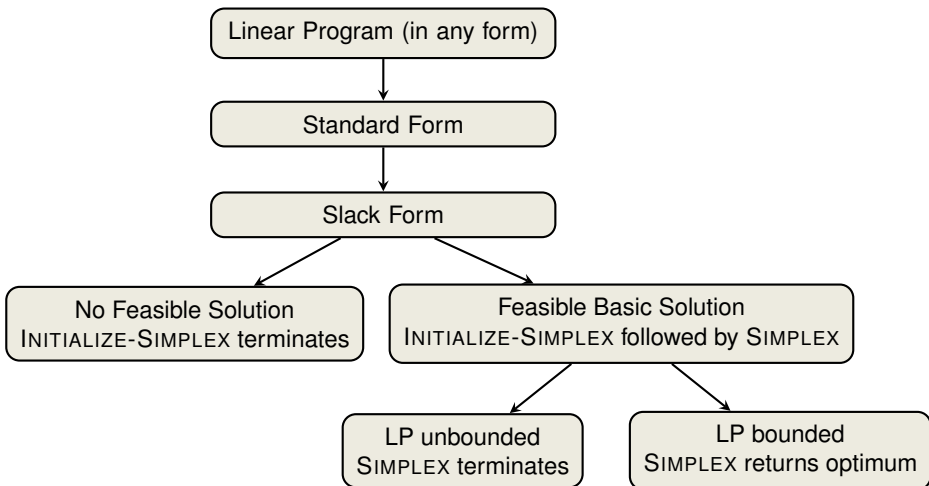 Linear Program (in any form)
Standard Form
Slack Form
No Feasible Solution
INITIALIZE-SIMPLEX terminates
Feasible Basic Solution
INITIALIZE-SIMPLEX followed by SIMPLEX
LP unbounded
SIMPLEX terminates
LP bounded
SIMPLEX returns optimum